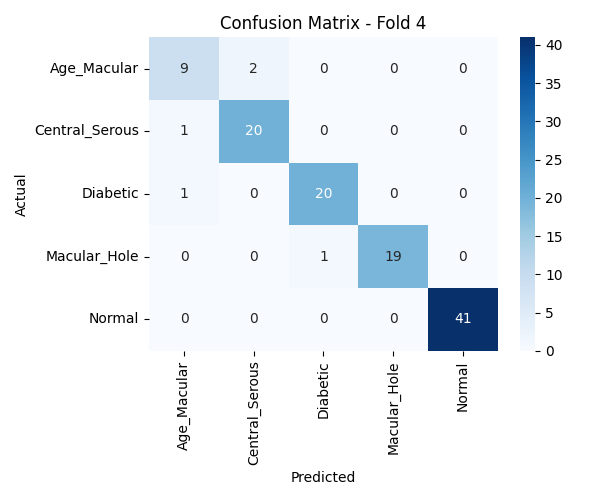 Confusion Matrix - Fold 4
Actual
Age_Macular 9 2 0 0 0
Central_Serous 1 20 0 0 0
Diabetic 1 0 20 0 0
Macular_Hole 0 0 1 19 0
Normal 0 0 0 0 41
Age_Macular Central_Serous Diabetic Macular_Hole Normal
Predicted
40
35
30
25
20
15
10
5
0